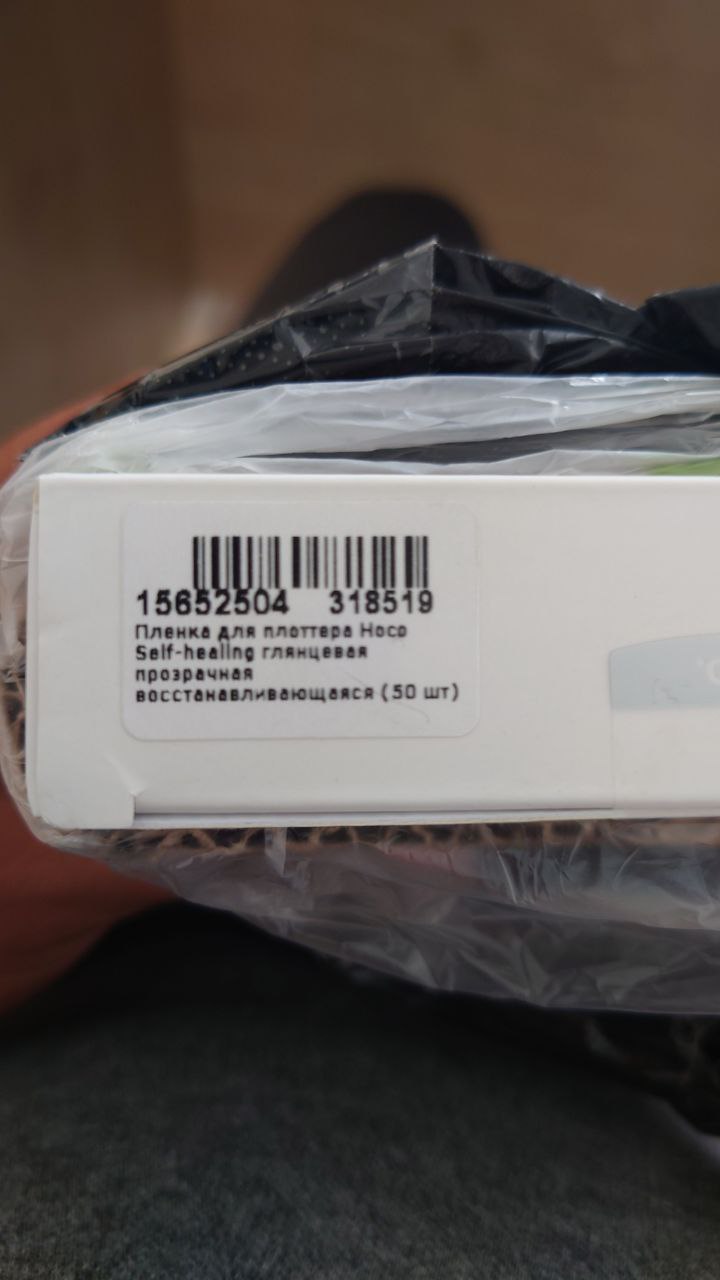 15652504 318519
Пленка для плоттера Hoco
Self-healing глянцевая
прозрачная
восстанавливающаяся (50 шт)